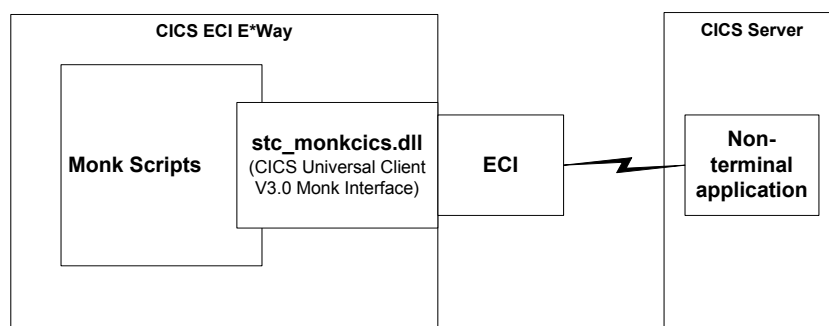 CICS ECI E*Way
CICS Server
Monk Scripts
stc_monkcics.dll
(CICS Universal Client
V3.0 Monk Interface)
ECI
Non-
terminal
application